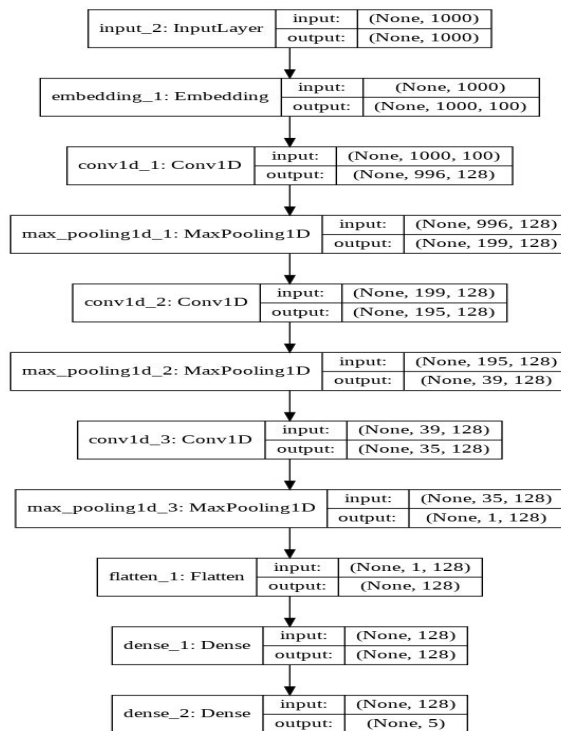 input_2: InputLayer input: (None, 1000)
output: (None, 1000)
embedding_1: Embedding input: (None, 1000)
output: (None, 1000, 100)
conv1d_1: Conv1D input: (None, 1000, 100)
output: (None, 996, 128)
max_pooling1d_1: MaxPooling1D input: (None, 996, 128)
output: (None, 199, 128)
conv1d_2: Conv1D input: (None, 199, 128)
output: (None, 195, 128)
max_pooling1d_2: MaxPooling1D input: (None, 195, 128)
output: (None, 39, 128)
conv1d_3: Conv1D input: (None, 39, 128)
output: (None, 35, 128)
max_pooling1d_3: MaxPooling1D input: (None, 35, 128)
output: (None, 1, 128)
flatten_1: Flatten input: (None, 1, 128)
output: (None, 128)
dense_1: Dense input: (None, 128)
output: (None, 128)
dense_2: Dense input: (None, 128)
output: (None, 5)